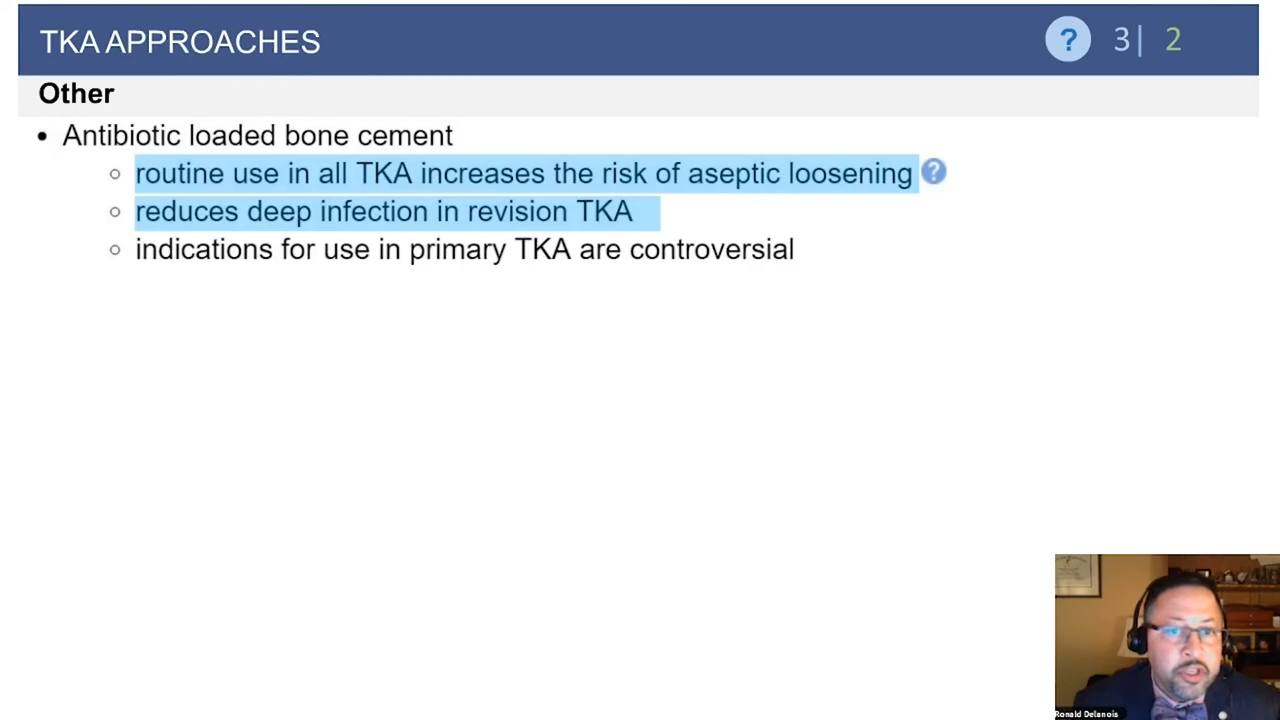 TKA APPROACHES
? 3| 2
Other
• Antibiotic loaded bone cement
○ routine use in all TKA increases the risk of aseptic loosening ?
○ reduces deep infection in revision TKA
○ indications for use in primary TKA are controversial
Ronald Delanois